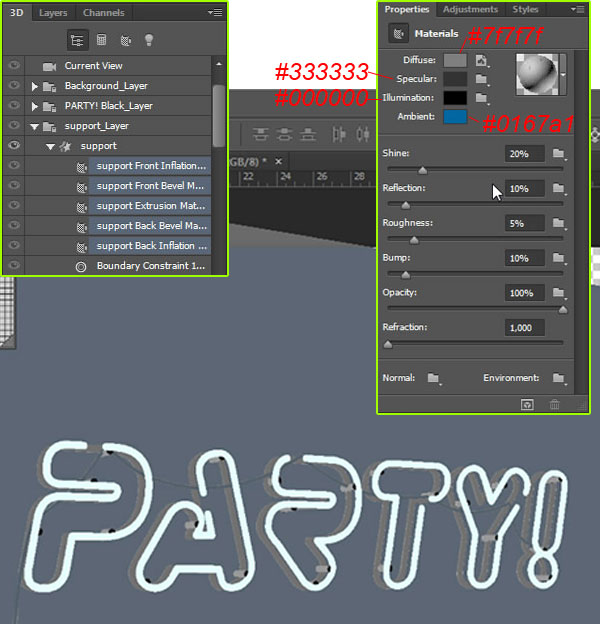 3D Layers Channels
Current View
Background_Layer
PARTY! Black_Layer
support_Layer
support
support Front Inflation...
support Front Bevel M...
support Extrusion Mat...
support Back Bevel Ma...
support Back Inflation ...
Boundary Constraint 1...
Properties Adjustments Styles
Materials
#7f7f7f
Diffuse:
#333333
Specular:
#000000
Illumination:
Ambient:
#0167a1
Shine: 20%
Reflection: 10%
Roughness: 5%
Bump: 10%
Opacity: 100%
Refraction: 1,000
Normal: Environment:
GB/8) * ×
22 24 26 28 30 32 34
PARTY!